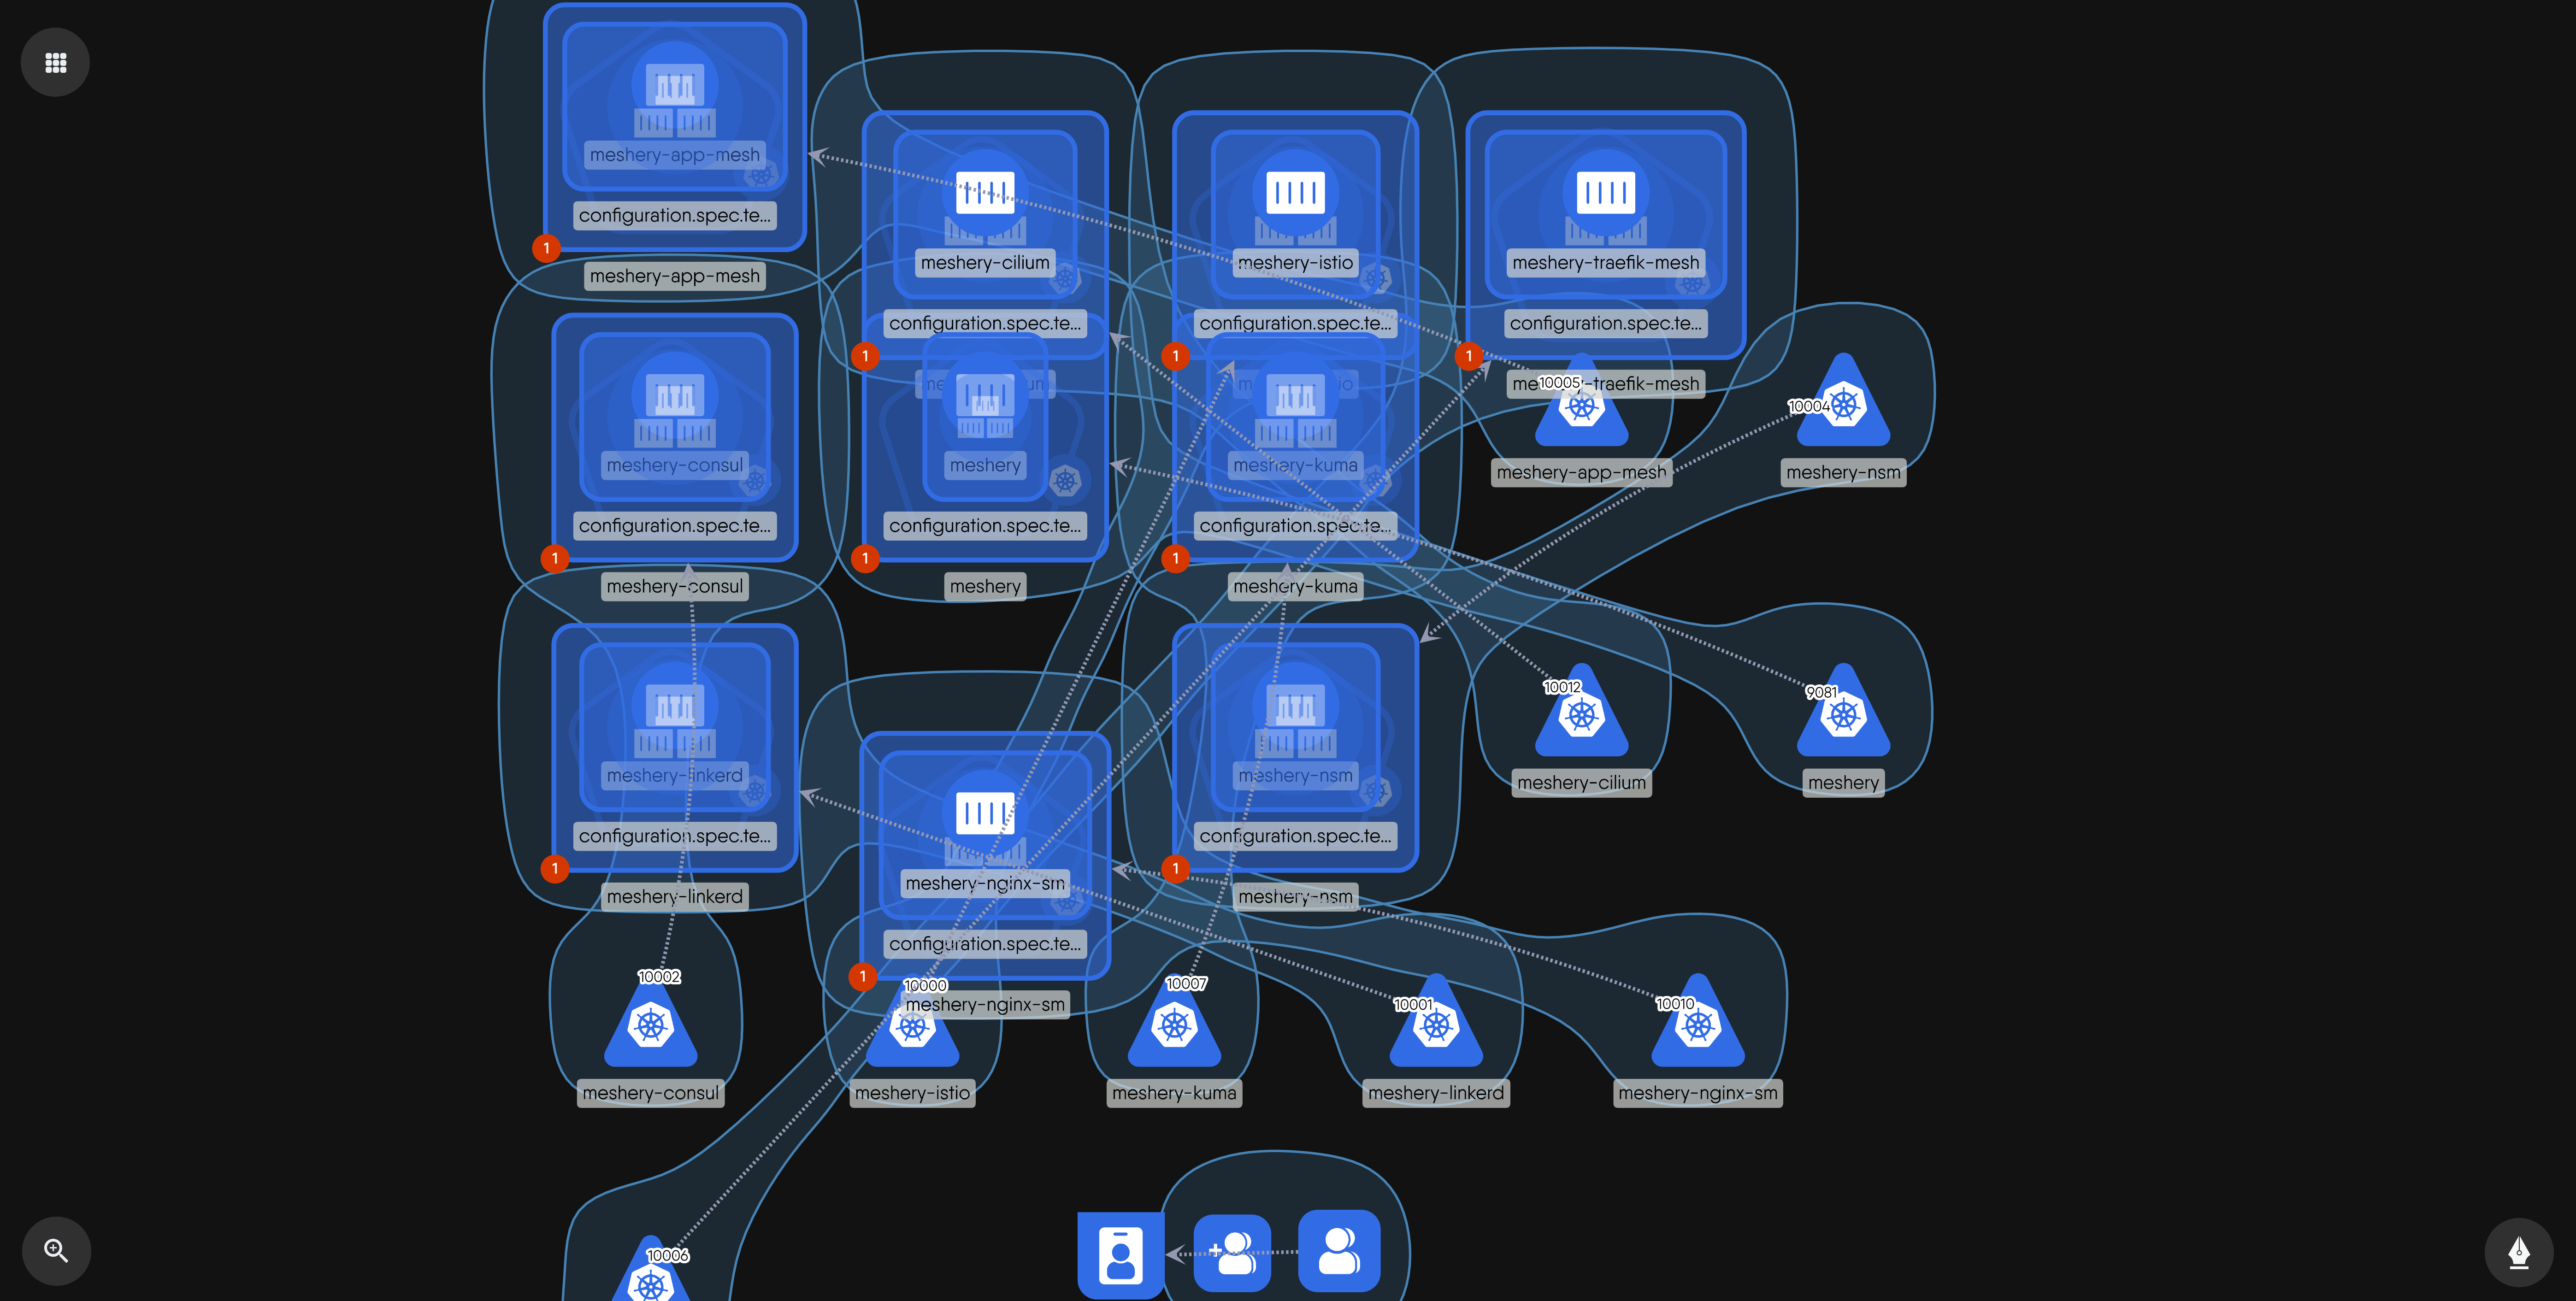 meshery-app-mesh
configuration.spec.te...
1
meshery-app-mesh
meshery-cilium
configuration.spec.te...
1
meshery-istio
configuration.spec.te...
1
meshery-traefik-mesh
configuration.spec.te...
1
10005
meshery-app-mesh
10004
meshery-nsm
meshery-consul
configuration.spec.te...
1
meshery-consul
meshery
configuration.spec.te...
1
meshery
meshery-kuma
configuration.spec.te...
1
meshery-kuma
meshery-linkerd
configuration.spec.te...
1
meshery-linkerd
meshery-nginx-sm
configuration.spec.te...
1
meshery-nginx-sm
meshery-nsm
configuration.spec.te...
1
meshery-nsm
10012
meshery-cilium
9081
meshery
10002
meshery-consul
10000
meshery-istio
10007
meshery-kuma
10001
meshery-linkerd
10010
meshery-nginx-sm
10006